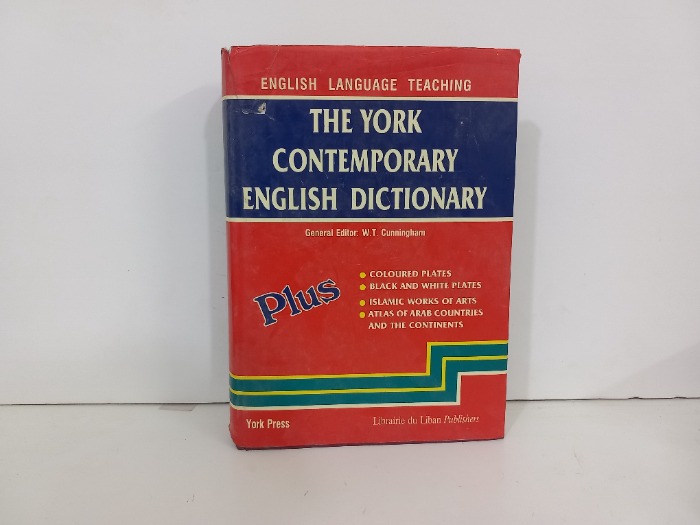 ENGLISH LANGUAGE TEACHING
THE YORK
CONTEMPORARY
ENGLISH DICTIONARY
General Editor: W.T. Cunningham
Plus
COLOURED PLATES
BLACK AND WHITE PLATES
ISLAMIC WORKS OF ARTS
ATLAS OF ARAB COUNTRIES
AND THE CONTINENTS
York Press
Librairie du Liban Publishers